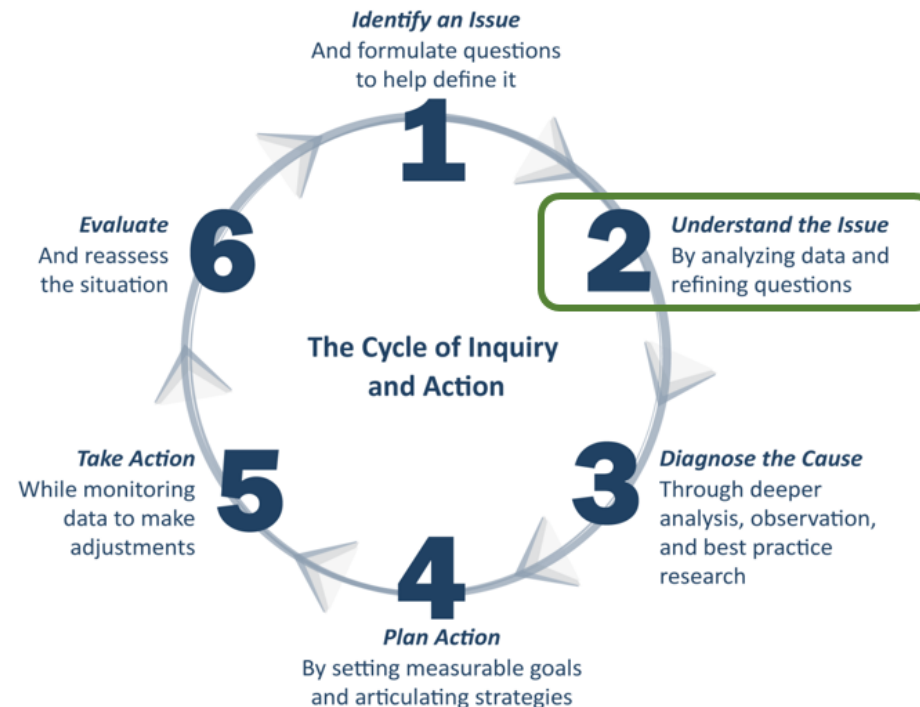 Identify an Issue
And formulate questions
to help define it
1
2
Understand the Issue
By analyzing data and
refining questions
3
Diagnose the Cause
Through deeper
analysis, observation,
and best practice
research
4
Plan Action
By setting measurable goals
and articulating strategies
5
Take Action
While monitoring
data to make
adjustments
6
Evaluate
And reassess
the situation
The Cycle of Inquiry
and Action